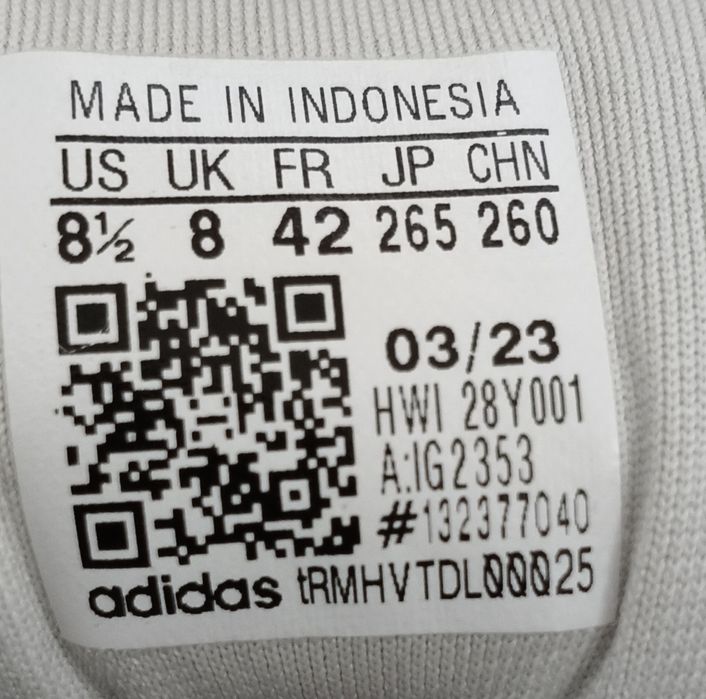 MADE IN INDONESIA
US UK FR JP CHN
8½ 8 42 265 260
03/23
HWI 28Y001
A:IG2353
#132377040
adidas tRMHVTDL00025